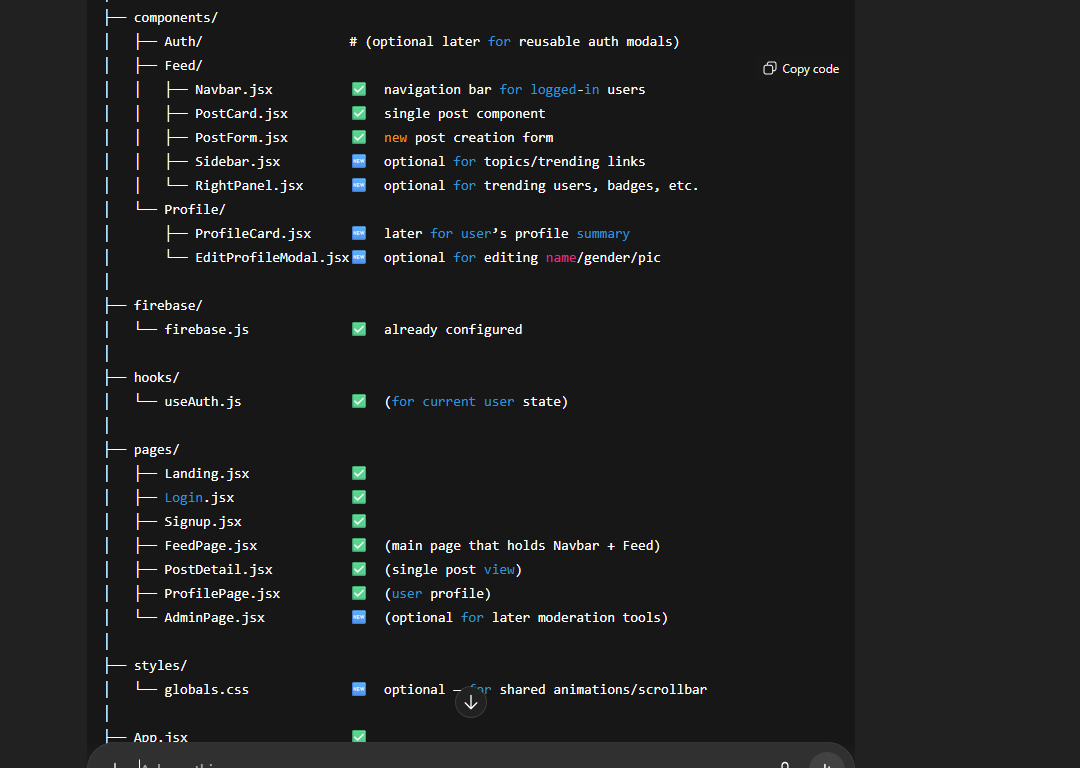 ├── components/
│   ├── Auth/                   # (optional later for reusable auth modals)
│   ├── Feed/
Copy code
│   │   ├── Navbar.jsx          ✅  navigation bar for logged-in users
│   │   ├── PostCard.jsx        ✅  single post component
│   │   ├── PostForm.jsx        ✅  new post creation form
│   │   ├── Sidebar.jsx         🆕  optional for topics/trending links
│   │   └── RightPanel.jsx      🆕  optional for trending users, badges, etc.
│   └── Profile/
│       ├── ProfileCard.jsx     🆕  later for user’s profile summary
│       └── EditProfileModal.jsx🆕  optional for editing name/gender/pic
│
├── firebase/
│   └── firebase.js             ✅  already configured
│
├── hooks/
│   └── useAuth.js              ✅  (for current user state)
│
├── pages/
│   ├── Landing.jsx             ✅
│   ├── Login.jsx               ✅
│   ├── Signup.jsx              ✅
│   ├── FeedPage.jsx            ✅  (main page that holds Navbar + Feed)
│   ├── PostDetail.jsx          ✅  (single post view)
│   ├── ProfilePage.jsx         ✅  (user profile)
│   └── AdminPage.jsx           🆕  (optional for later moderation tools)
│
├── styles/
│   └── globals.css             🆕  optional — for shared animations/scrollbar
│
├── App.jsx                     ✅